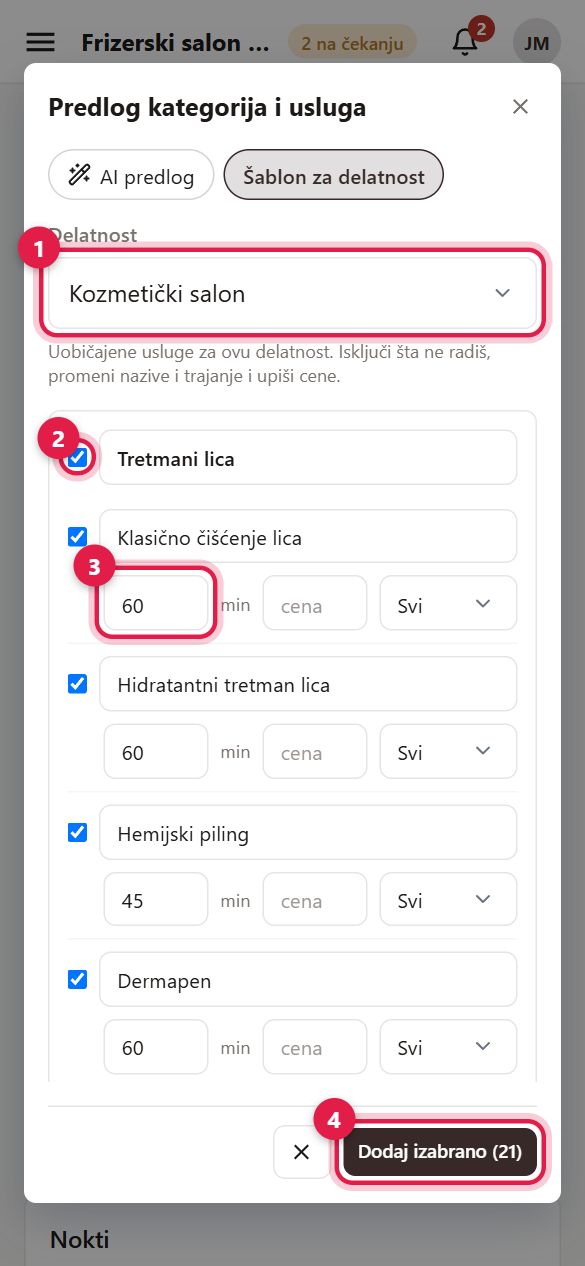 Frizerski salon ... 2 na čekanju 2 JM
Predlog kategorija i usluga
AI predlog Šablon za delatnost
Delatnost
1
Kozmetički salon
Uobičajene usluge za ovu delatnost. Isključi šta ne radiš,
promeni nazive i trajanje i upiši cene.
2
Tretmani lica
Klasično čišćenje lica
3
60 min cena Svi
Hidratantni tretman lica
60 min cena Svi
Hemijski piling
45 min cena Svi
Dermapen
60 min cena Svi
4
Dodaj izabrano (21)
Nokti